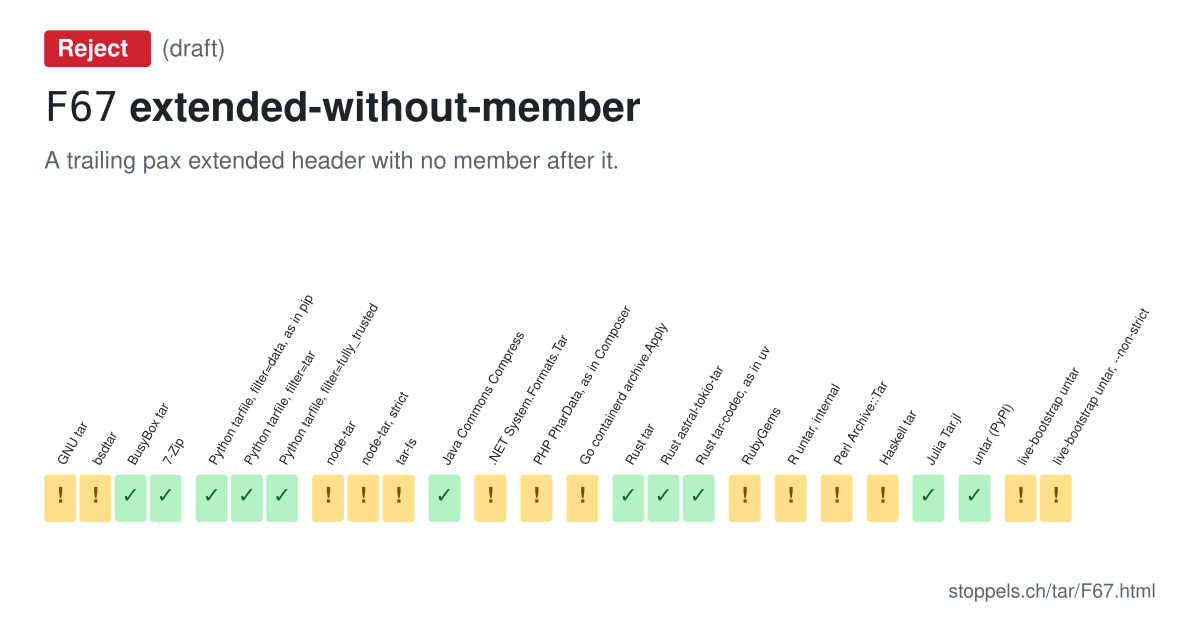 Reject (draft)
F67 extended-without-member
A trailing pax extended header with no member after it.
GNU tar
bsdtar
BusyBox tar
7-Zip
Python tarfile, filter=data, as in pip
Python tarfile, filter=tar
Python tarfile, filter=fully_trusted
node-tar
node-tar, strict
tar-fs
Java Commons Compress
.NET System.Formats.Tar
PHP PharData, as in Composer
Go containerd archive.Apply
Rust tar
Rust astral-tokio-tar
Rust tar-codec, as in uv
RubyGems
R untar, internal
Perl Archive::Tar
Haskell tar
Julia Tar.jl
untar (PyPI)
live-bootstrap untar
live-bootstrap untar, --non-strict
! ! ✓ ✓ ✓ ✓ ✓ ! ! ! ✓ ! ! ! ✓ ✓ ✓ ! ! ! ! ✓ ✓ ! !
stoppels.ch/tar/F67.html